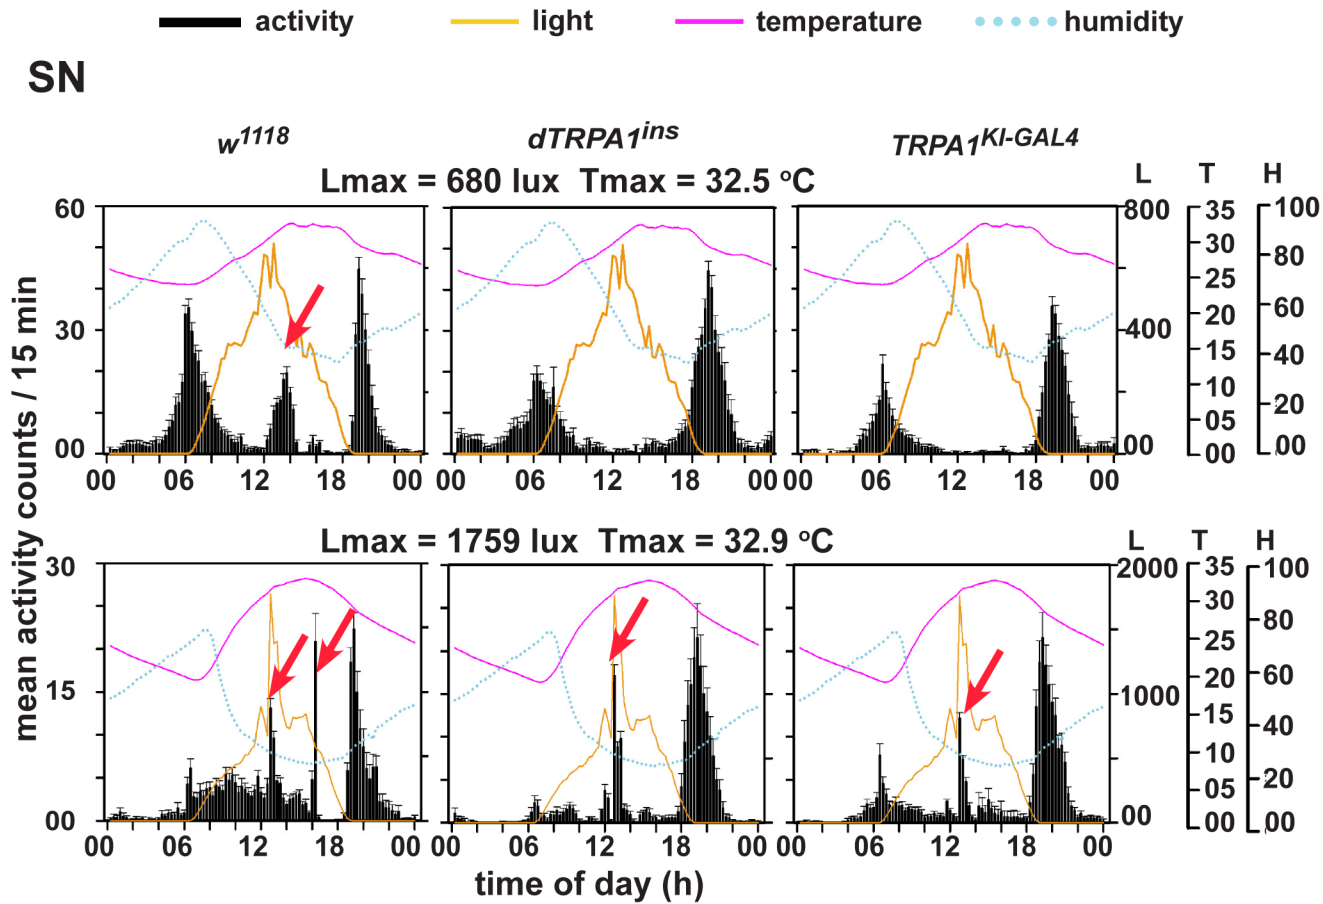 activity light temperature humidity
SN
w1118 dTRPA1ins TRPA1KI-GAL4
Lmax = 680 lux Tmax = 32.5 oC
L T H
60 30 00
800 400 00
35 30 25 20 15 10 05 00
100 80 60 40 20 00
00 06 12 18 00 00 06 12 18 00 00 06 12 18 00
Lmax = 1759 lux Tmax = 32.9 oC
L T H
30 15 00
2000 1000 00
35 30 25 20 15 10 05 00
100 80 60 40 20 00
00 06 12 18 00 00 06 12 18 00 00 06 12 18 00
mean activity counts / 15 min
time of day (h)